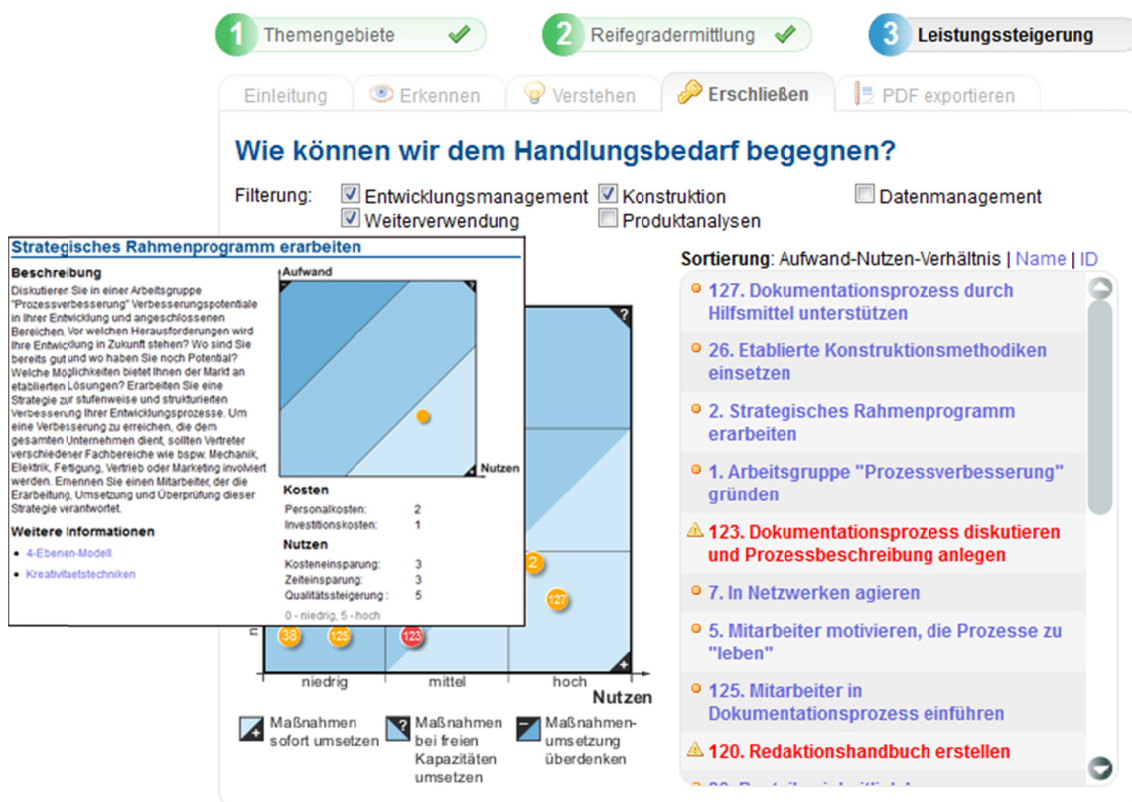 1 Themengebiete
2 Reifegradermittlung
3 Leistungssteigerung
Einleitung
Erkennen
Verstehen
Erschließen
PDF exportieren
Wie können wir dem Handlungsbedarf begegnen?
Filterung:
Entwicklungsmanagement
Konstruktion
Datenmanagement
Weiterverwendung
Produktanalysen
Strategisches Rahmenprogramm erarbeiten
Beschreibung
Diskutieren Sie in einer Arbeitsgruppe
"Prozessverbesserung" Verbesserungspotentiale
in Ihrer Entwicklung und angeschlossenen
Bereichen. Vor welchen Herausforderungen wird
Ihre Entwicklung in Zukunft stehen? Wo sind Sie
bereits gut und wo haben Sie noch Potential?
Welche Möglichkeiten bietet Ihnen der Markt an
etablierten Lösungen? Erarbeiten Sie eine
Strategie zur stufenweise und strukturierten
Verbesserung Ihrer Entwicklungsprozesse. Um
eine Verbesserung zu erreichen, die dem
gesamten Unternehmen dient, sollten Vertreter
verschiedener Fachbereiche wie bspw. Mechanik,
Elektrik, Fertigung, Vertrieb oder Marketing involviert
werden. Ernennen Sie einen Mitarbeiter, der die
Erarbeitung, Umsetzung und Überprüfung dieser
Strategie verantwortet.
Weitere Informationen
4-Ebenen-Modell
Kreativitaetstechniken
Aufwand
- ?
+
Nutzen
Kosten
Personalkosten: 2
Investitionskosten: 1
Nutzen
Kosteneinsparung: 3
Zeiteinsparung: 3
Qualitätssteigerung : 5
0 - niedrig, 5 - hoch
?
2
127
38 125 123
n
+
niedrig mittel hoch
Nutzen
+ Maßnahmen
sofort umsetzen
? Maßnahmen
bei freien
Kapazitäten
umsetzen
- Maßnahmen-
umsetzung
überdenken
Sortierung: Aufwand-Nutzen-Verhältnis | Name | ID
127. Dokumentationsprozess durch
Hilfsmittel unterstützen
26. Etablierte Konstruktionsmethodiken
einsetzen
2. Strategisches Rahmenprogramm
erarbeiten
1. Arbeitsgruppe "Prozessverbesserung"
gründen
123. Dokumentationsprozess diskutieren
und Prozessbeschreibung anlegen
7. In Netzwerken agieren
5. Mitarbeiter motivieren, die Prozesse zu
"leben"
125. Mitarbeiter in
Dokumentationsprozess einführen
120. Redaktionshandbuch erstellen